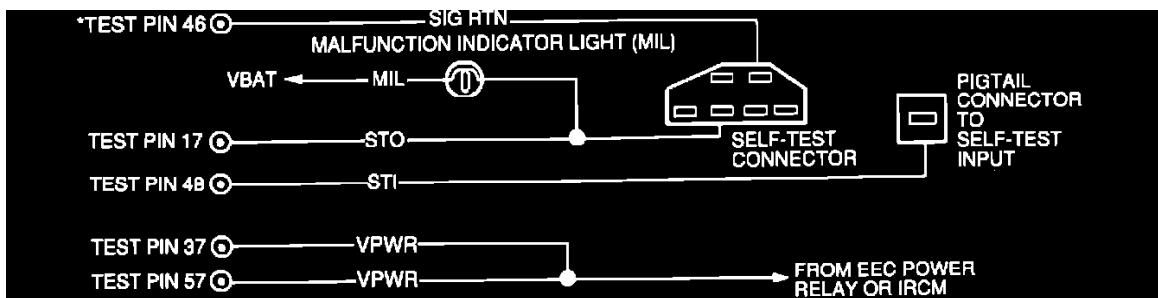 *TEST PIN 46
SIG RTN
MALFUNCTION INDICATOR LIGHT (MIL)
VBAT
MIL
PIGTAIL
CONNECTOR
TO
SELF-TEST
INPUT
TEST PIN 17
STO
SELF-TEST
CONNECTOR
TEST PIN 48
STI
TEST PIN 37
VPWR
TEST PIN 57
VPWR
FROM EEC POWER
RELAY OR IRCM